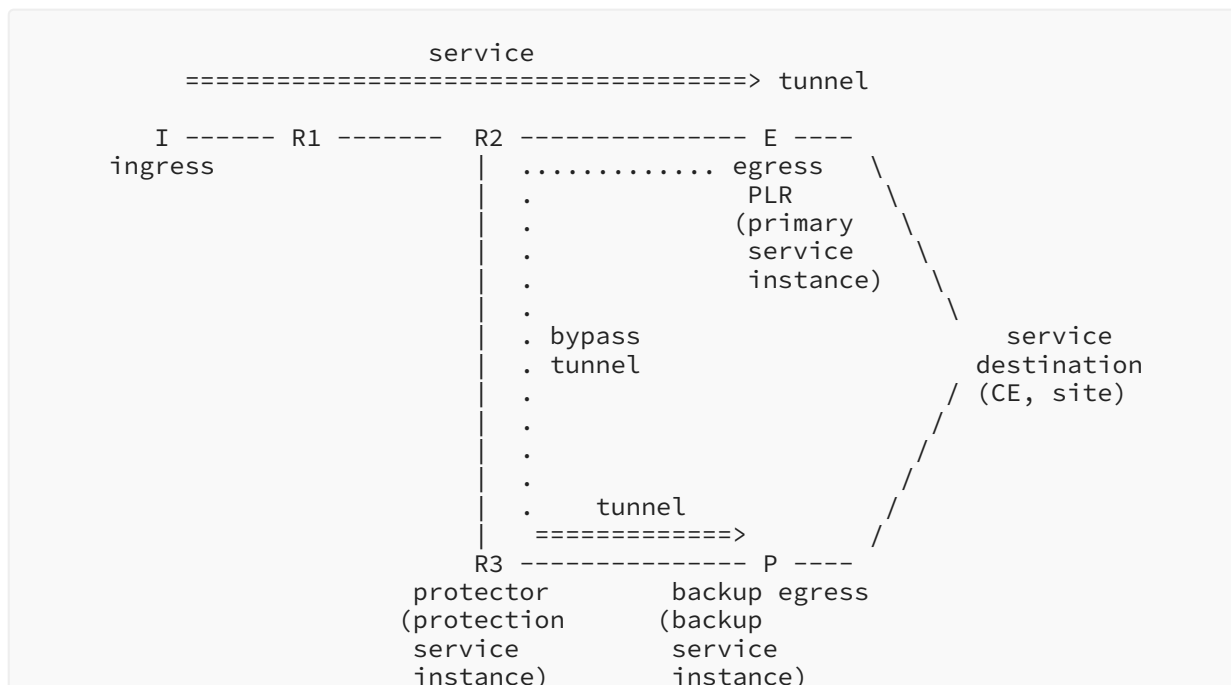 service
=====================================> tunnel
I ------ R1 ------- R2 --------------- E ----
ingress | ............. egress \
| . PLR \
| . (primary \
| . service \
| . instance) \
| . \
| . bypass service
| . tunnel destination
| . / (CE, site)
| . /
| . /
| . /
| . tunnel /
| =============> /
R3 --------------- P ----
protector backup egress
(protection (backup
service service
instance) instance)